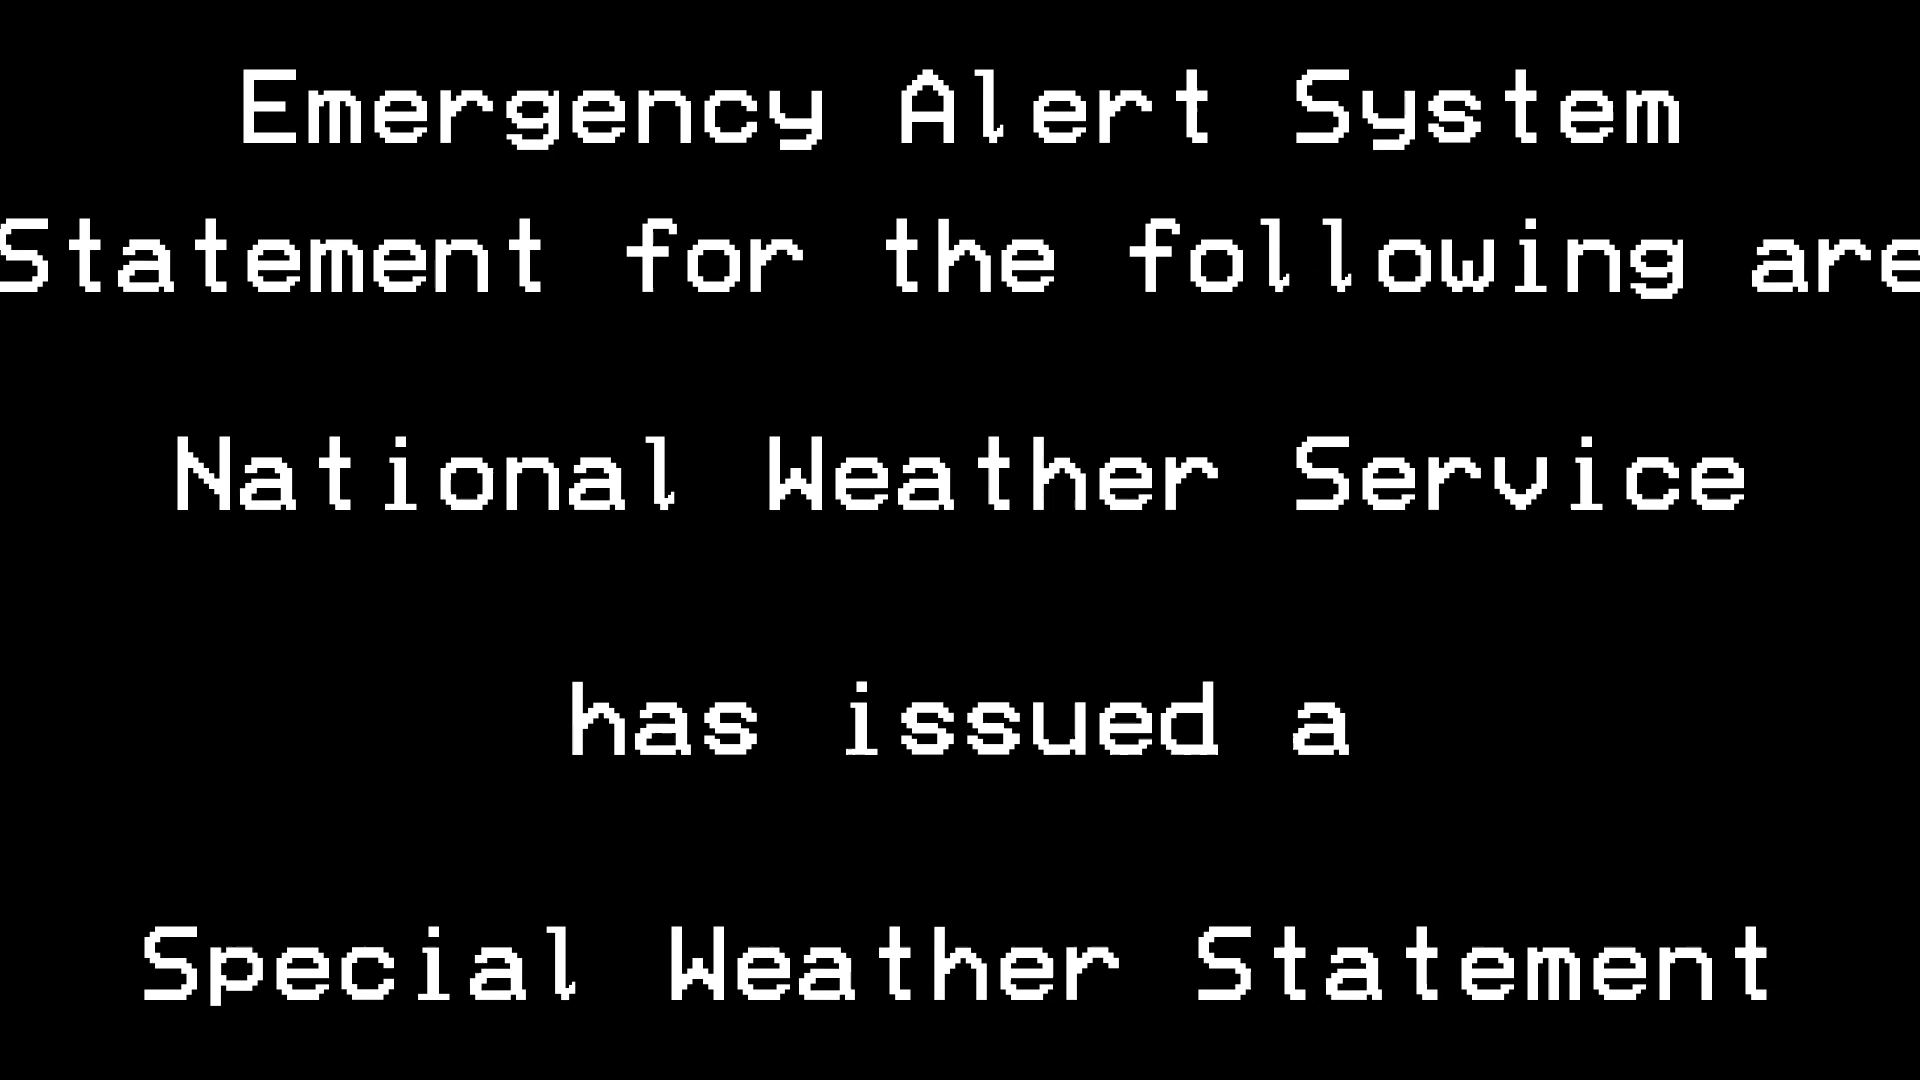 Emergency Alert System
Statement for the following are
National Weather Service
has issued a
Special Weather Statement